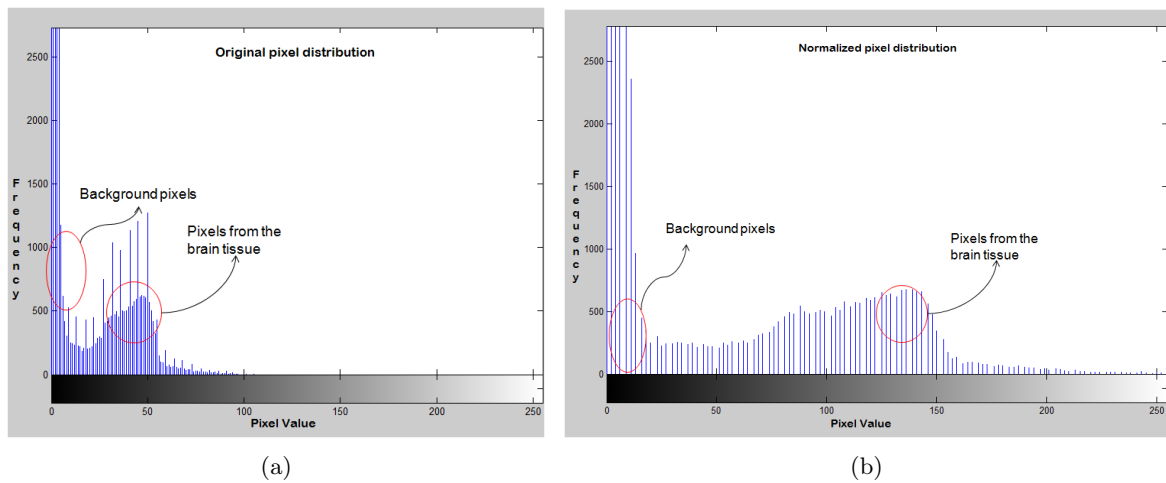 Original pixel distribution
2500
2000
1500
1000
500
0
Frequency
Background pixels
Pixels from the
brain tissue
0 50 100 150 200 250
Pixel Value
(a)
Normalized pixel distribution
2500
2000
1500
1000
500
0
Frequency
Background pixels
Pixels from the
brain tissue
0 50 100 150 200 250
Pixel Value
(b)